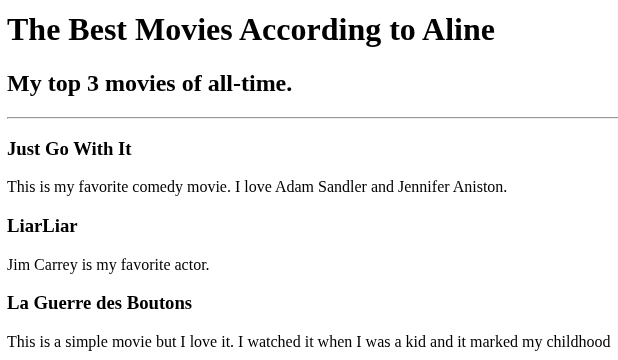 The Best Movies According to Aline
My top 3 movies of all-time.
Just Go With It
This is my favorite comedy movie. I love Adam Sandler and Jennifer Aniston.
LiarLiar
Jim Carrey is my favorite actor.
La Guerre des Boutons
This is a simple movie but I love it. I watched it when I was a kid and it marked my childhood